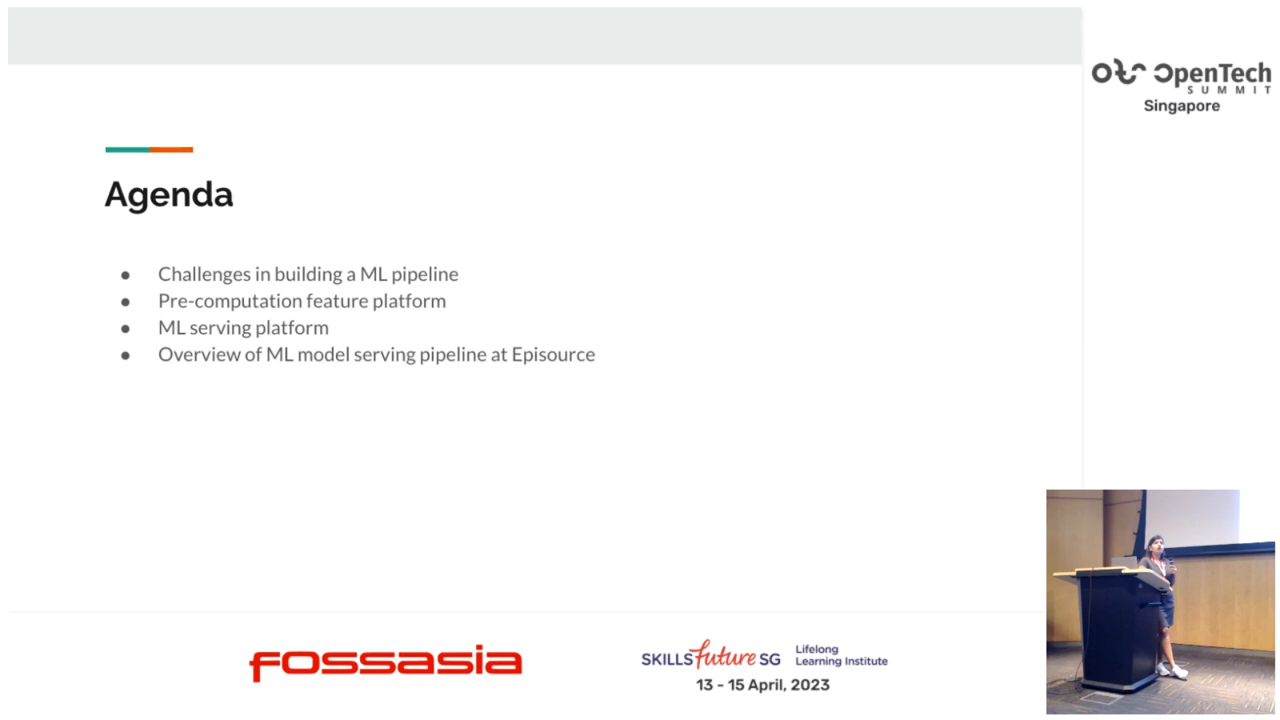 OpenTech
SUMMIT
Singapore
Agenda
● Challenges in building a ML pipeline
● Pre-computation feature platform
● ML serving platform
● Overview of ML model serving pipeline at Episource
fossasia
SKILLSfuture SG
Lifelong
Learning Institute
13 - 15 April, 2023